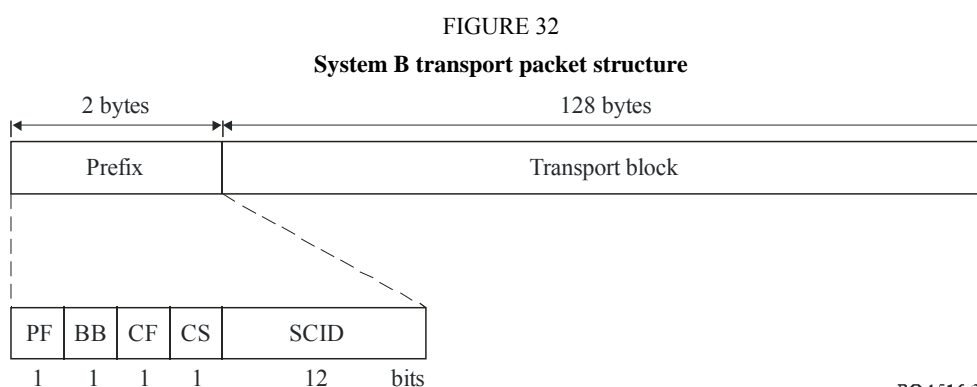 FIGURE 32
System B transport packet structure
2 bytes 128 bytes
Prefix Transport block
PF BB CF CS SCID
1 1 1 1 12 bits